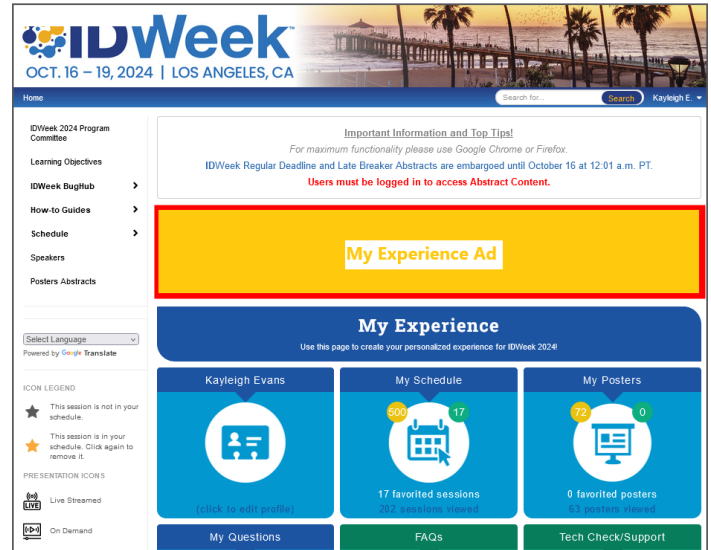 IDWeek™
OCT. 16 – 19, 2024 | LOS ANGELES, CA
Home
Search for...
Search
Kayleigh E.
IDWeek 2024 Program
Committee
Learning Objectives
IDWeek BugHub
How-to Guides
Schedule
Speakers
Posters Abstracts
Select Language
Powered by Google Translate
ICON LEGEND
This session is not in your
schedule.
This session is in your
schedule. Click again to
remove it.
PRESENTATION ICONS
LIVE
Live Streamed
On Demand
Important Information and Top Tips!
For maximum functionality please use Google Chrome or Firefox.
IDWeek Regular Deadline and Late Breaker Abstracts are embargoed until October 16 at 12:01 a.m. PT.
Users must be logged in to access Abstract Content.
My Experience Ad
My Experience
Use this page to create your personalized experience for IDWeek 2024!
Kayleigh Evans
(click to edit profile)
My Schedule
500
17
17 favorited sessions
202 sessions viewed
My Posters
72
0
0 favorited posters
63 posters viewed
My Questions
FAQs
Tech Check/Support